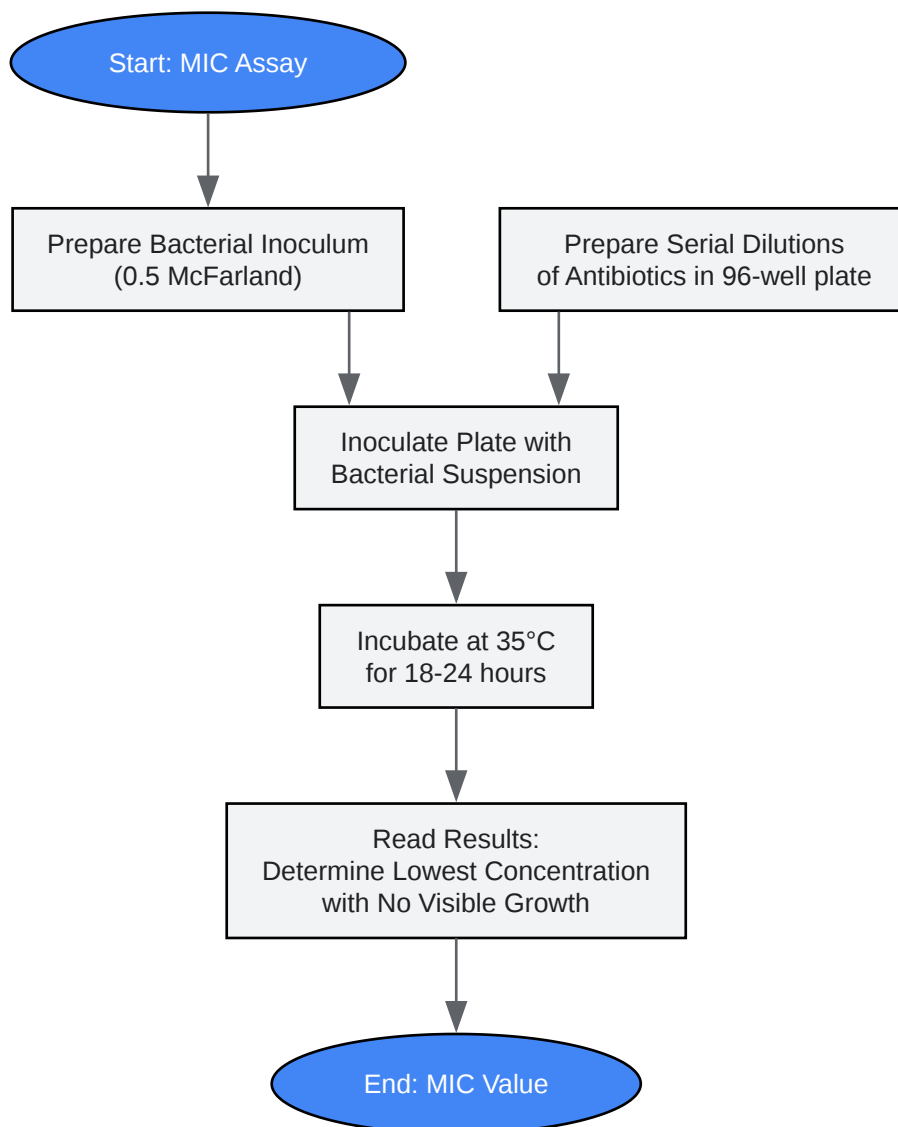 Start: MIC Assay
Prepare Bacterial Inoculum
(0.5 McFarland)
Prepare Serial Dilutions
of Antibiotics in 96-well plate
Inoculate Plate with
Bacterial Suspension
Incubate at 35°C
for 18-24 hours
Read Results:
Determine Lowest Concentration
with No Visible Growth
End: MIC Value